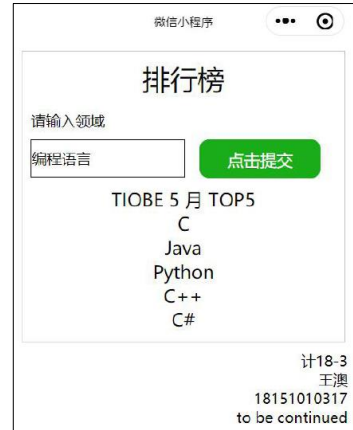 微信小程序
排行榜
请输入领域
编程语言
点击提交
TIOBE 5 月 TOP5
C
Java
Python
C++
C#
计18-3
王澳
18151010317
to be continued